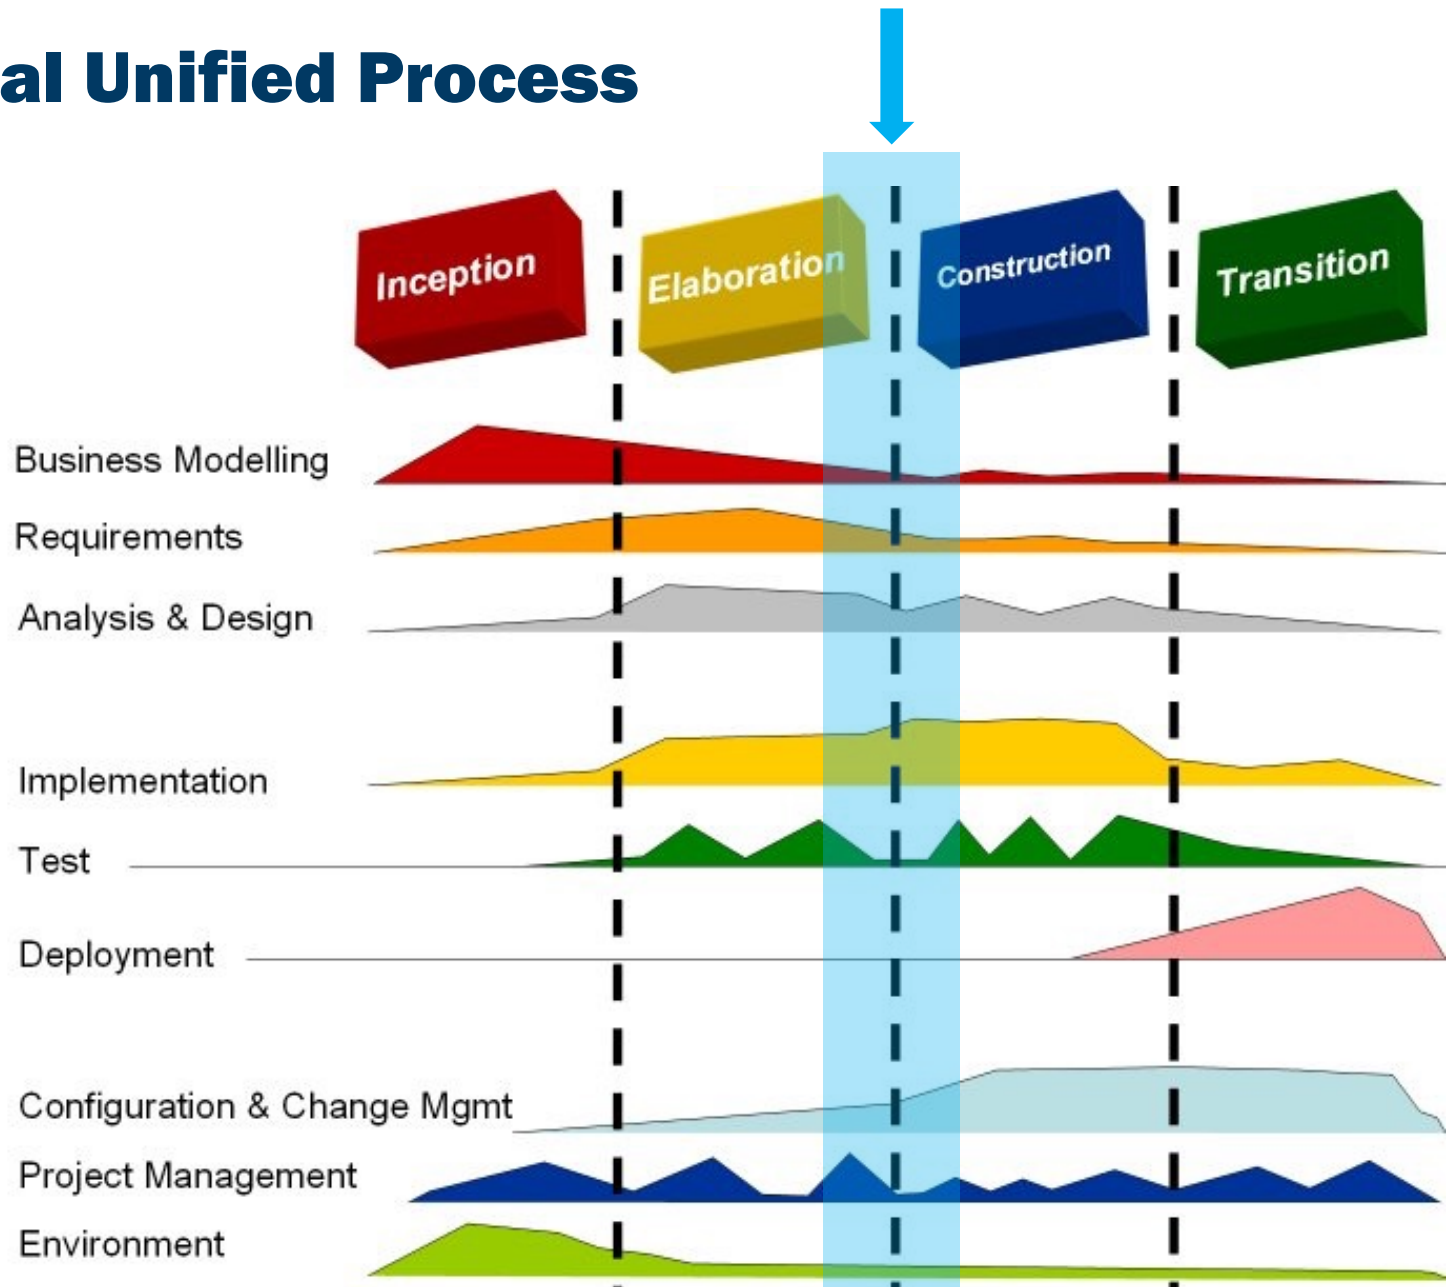 al Unified Process
Inception
Elaboration
Construction
Transition
Business Modelling
Requirements
Analysis & Design
Implementation
Test
Deployment
Configuration & Change Mgmt
Project Management
Environment